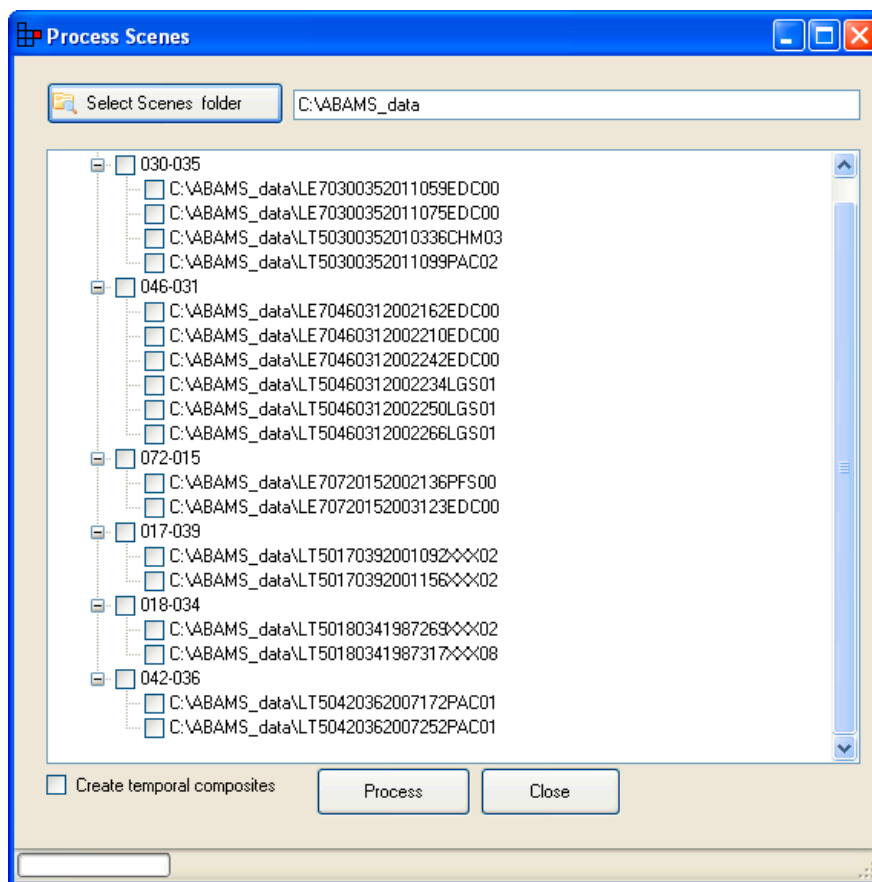 Process Scenes
Select Scenes folder
C:\ABAMS_data
030-035
C:\ABAMS_data\LE70300352011059EDC00
C:\ABAMS_data\LE70300352011075EDC00
C:\ABAMS_data\LT50300352010336CHM03
C:\ABAMS_data\LT50300352011099PAC02
046-031
C:\ABAMS_data\LE70460312002162EDC00
C:\ABAMS_data\LE70460312002210EDC00
C:\ABAMS_data\LE70460312002242EDC00
C:\ABAMS_data\LT50460312002234LGS01
C:\ABAMS_data\LT50460312002250LGS01
C:\ABAMS_data\LT50460312002266LGS01
072-015
C:\ABAMS_data\LE70720152002136PFS00
C:\ABAMS_data\LE70720152003123EDC00
017-039
C:\ABAMS_data\LT50170392001092XXX02
C:\ABAMS_data\LT50170392001156XXX02
018-034
C:\ABAMS_data\LT50180341987269XXX02
C:\ABAMS_data\LT50180341987317XXX08
042-036
C:\ABAMS_data\LT50420362007172PAC01
C:\ABAMS_data\LT50420362007252PAC01
Create temporal composites
Process
Close